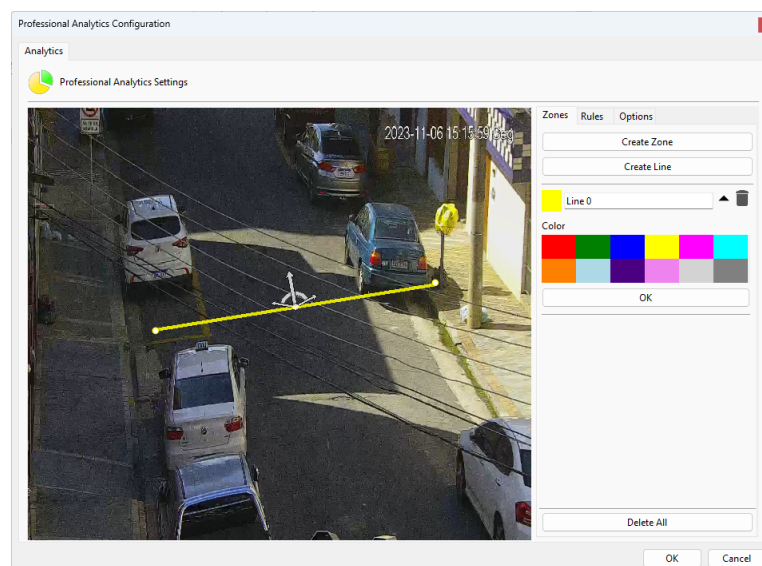 Professional Analytics Configuration
Analytics
Professional Analytics Settings
2023-11-06 15:15:59 Seg
Zones Rules Options
Create Zone
Create Line
Line 0
Color
OK
Delete All
OK Cancel